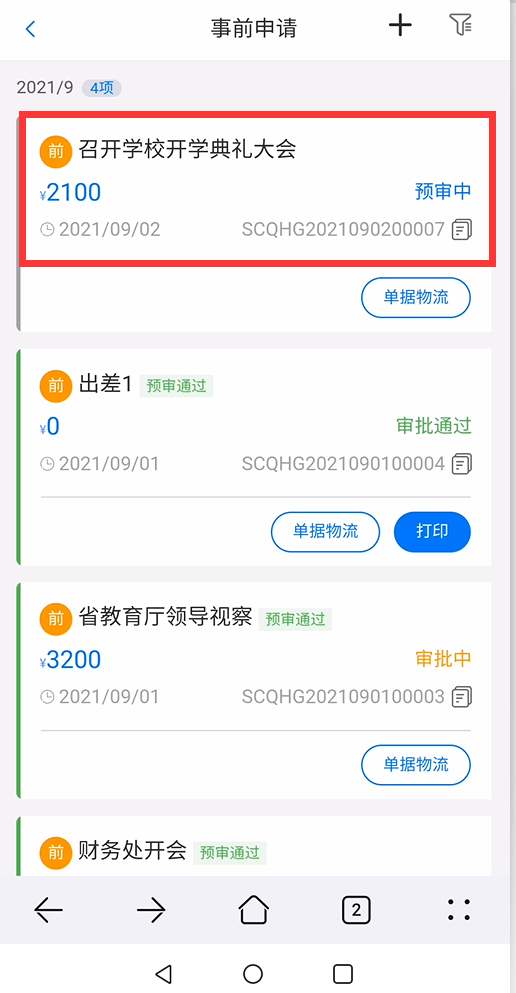 事前申请
2021/9 4项
前 召开学校开学典礼大会
¥2100 预审中
2021/09/02 SCQHG2021090200007
单据物流
前 出差1 预审通过
¥0 审批通过
2021/09/01 SCQHG2021090100004
单据物流 打印
前 省教育厅领导视察 预审通过
¥3200 审批中
2021/09/01 SCQHG2021090100003
单据物流
前 财务处开会 预审通过
2